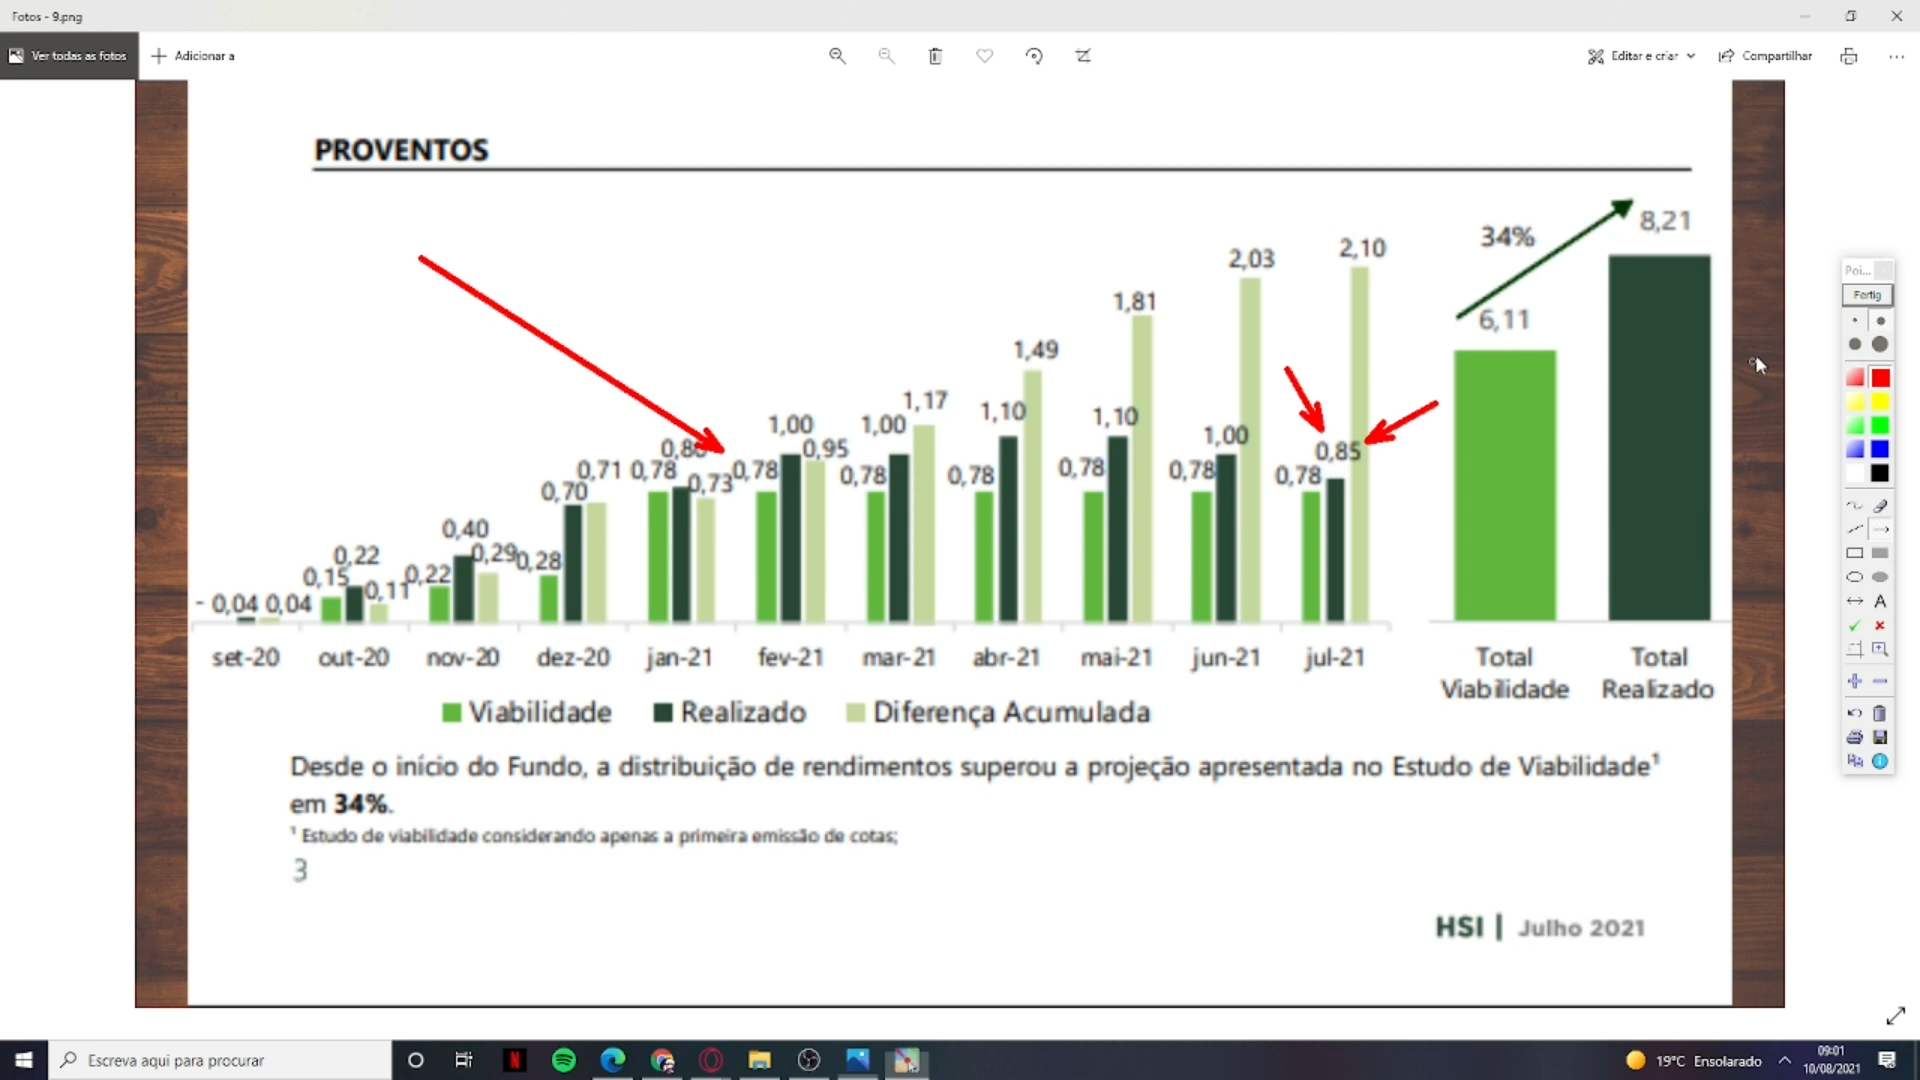 Fotos - 9.png
Ver todas as fotos
Adicionar a
Editar e criar
Compartilhar
PROVENTOS
34%
8,21
6,11
2,10
2,03
1,81
1,49
1,17
1,10
1,10
1,00
1,00
1,00
0,95
0,85
0,78
0,78
0,78
0,78
0,78
0,78
0,78
0,73
0,71
0,70
0,40
0,29
0,28
0,22
0,22
0,15
0,11
- 0,04 0,04
set-20 out-20 nov-20 dez-20 jan-21 fev-21 mar-21 abr-21 mai-21 jun-21 jul-21
Total Viabilidade
Total Realizado
Viabilidade Realizado Diferença Acumulada
Desde o início do Fundo, a distribuição de rendimentos superou a projeção apresentada no Estudo de Viabilidade¹
em 34%.
¹ Estudo de viabilidade considerando apenas a primeira emissão de cotas;
3
HSI | Julho 2021
Poi...
Fertig
A
Escreva aqui para procurar
19°C Ensolarado
09:01
10/08/2021